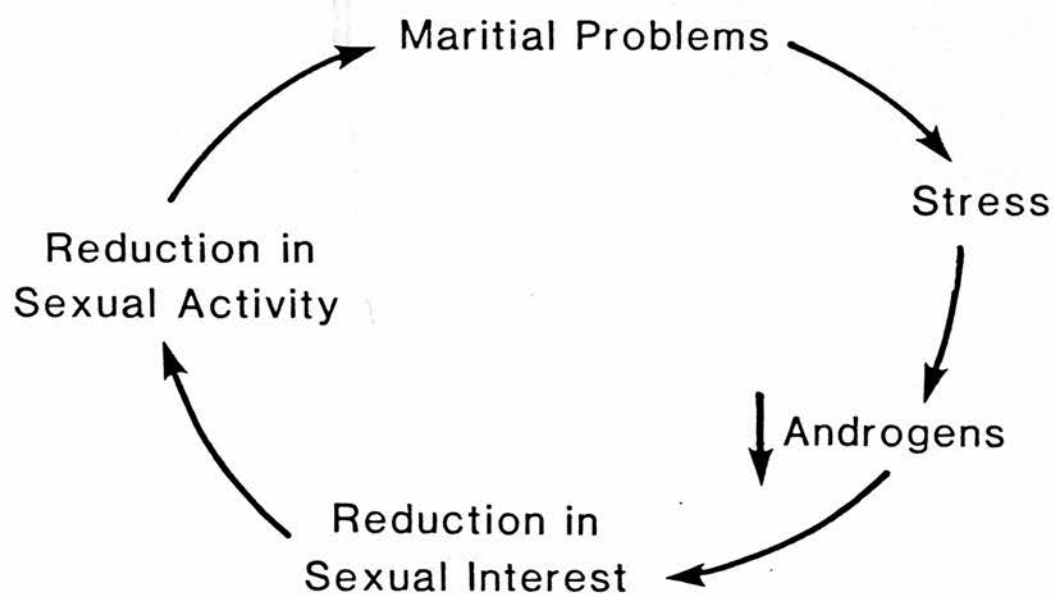 Maritial Problems
Stress
↓ Androgens
Reduction in
Sexual Interest
Reduction in
Sexual Activity